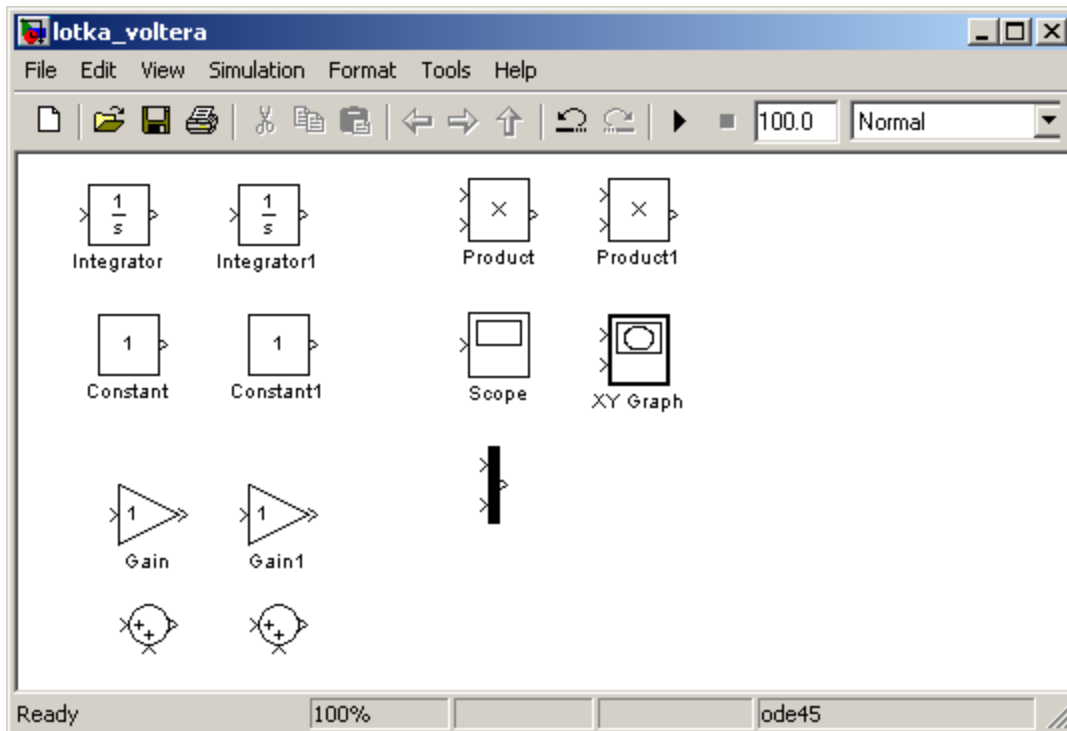 lotka_voltera
File Edit View Simulation Format Tools Help
100.0 Normal
1 1
s s × ×
Integrator Integrator1 Product Product1
1 1
Constant Constant1 Scope XY Graph
1 1
Gain Gain1
+ + + +
Ready 100% ode45